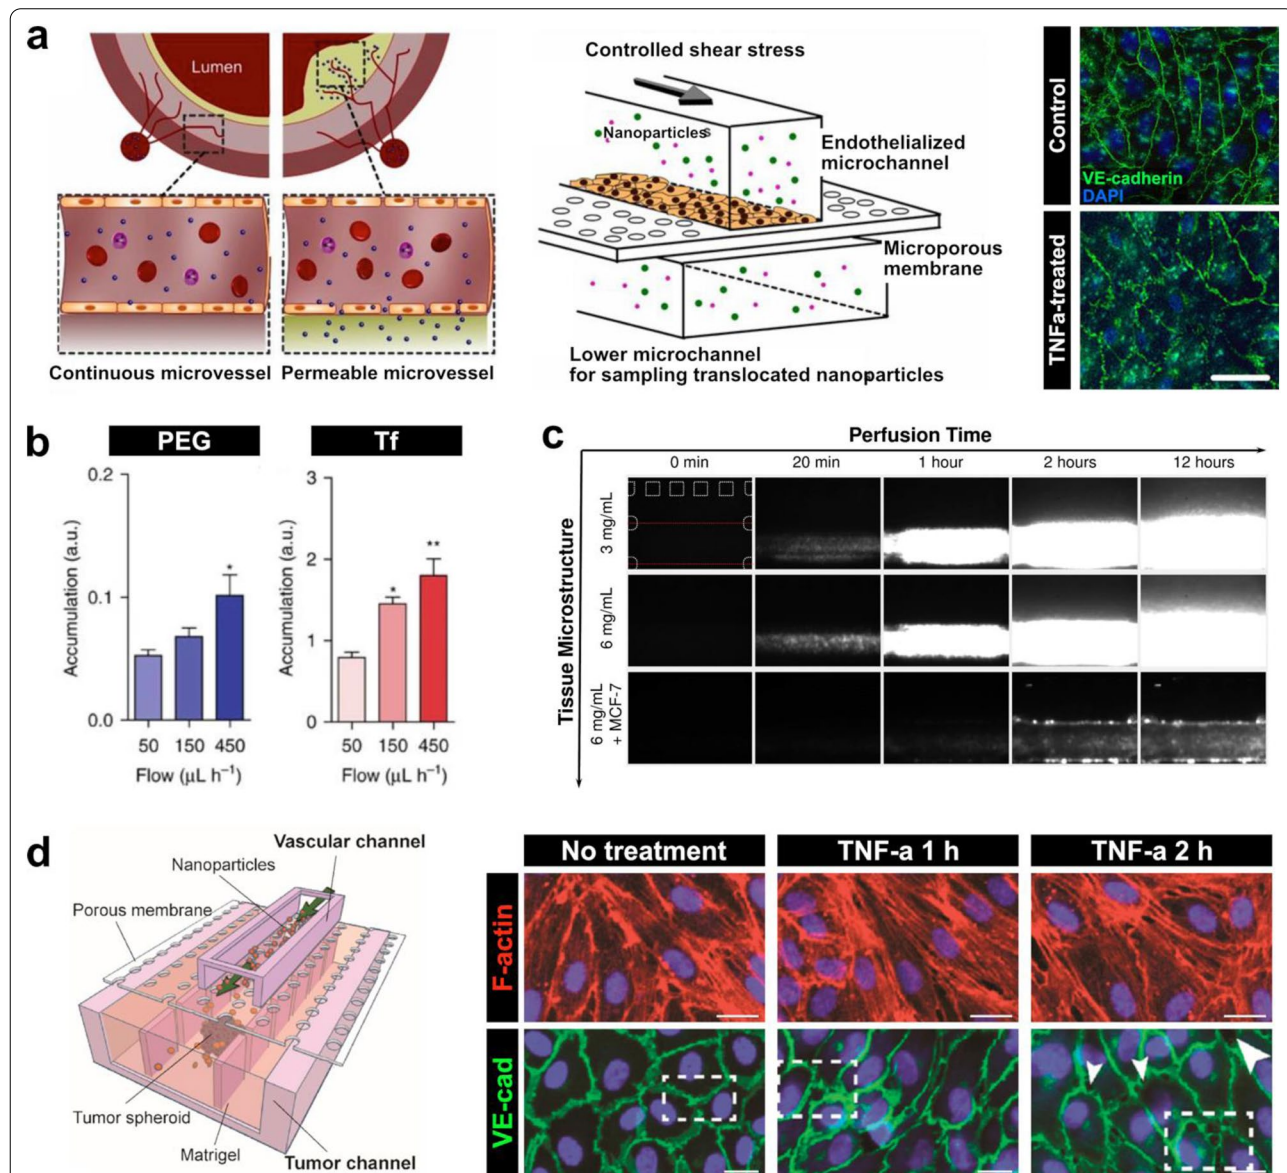 a
Lumen
Continuous microvessel
Permeable microvessel
Controlled shear stress
Nanoparticles
Endothelialized
microchannel
Microporous
membrane
Lower microchannel
for sampling translocated nanoparticles
Control
VE-cadherin
DAPI
TNFa-treated
b
PEG
Accumulation (a.u.)
0.2
0.1
0.0
50 150 450
Flow (µL h⁻¹)
Tf
Accumulation (a.u.)
3
2
1
0
*
*
**
50 150 450
Flow (µL h⁻¹)
c
Perfusion Time
0 min 20 min 1 hour 2 hours 12 hours
Tissue Microstructure
3 mg/mL
6 mg/mL
6 mg/mL
+ MCF-7
d
Vascular channel
Nanoparticles
Porous membrane
Tumor spheroid
Matrigel
Tumor channel
No treatment
TNF-a 1 h
TNF-a 2 h
F-actin
VE-cad